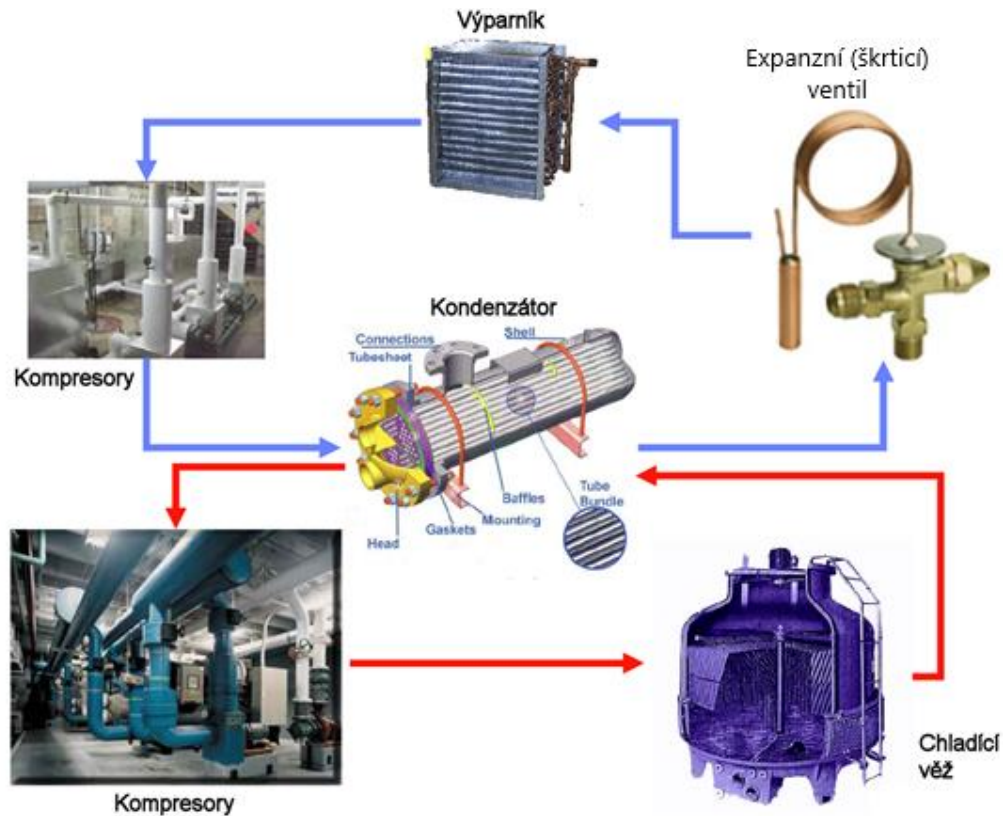 Výparník
Expanzní (škrticí)
ventil
Kompresory
Kondenzátor
Connections
Tubesheet
Shell
Baffles
Tube
Bundle
Mounting
Gaskets
Head
Kompresory
Chladící
věž